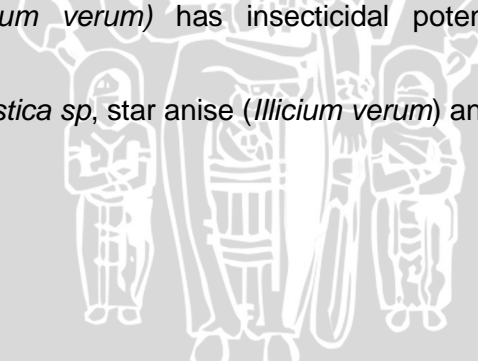 um verum) has insecticidal poten
stica sp, star anise (Illicium verum) an